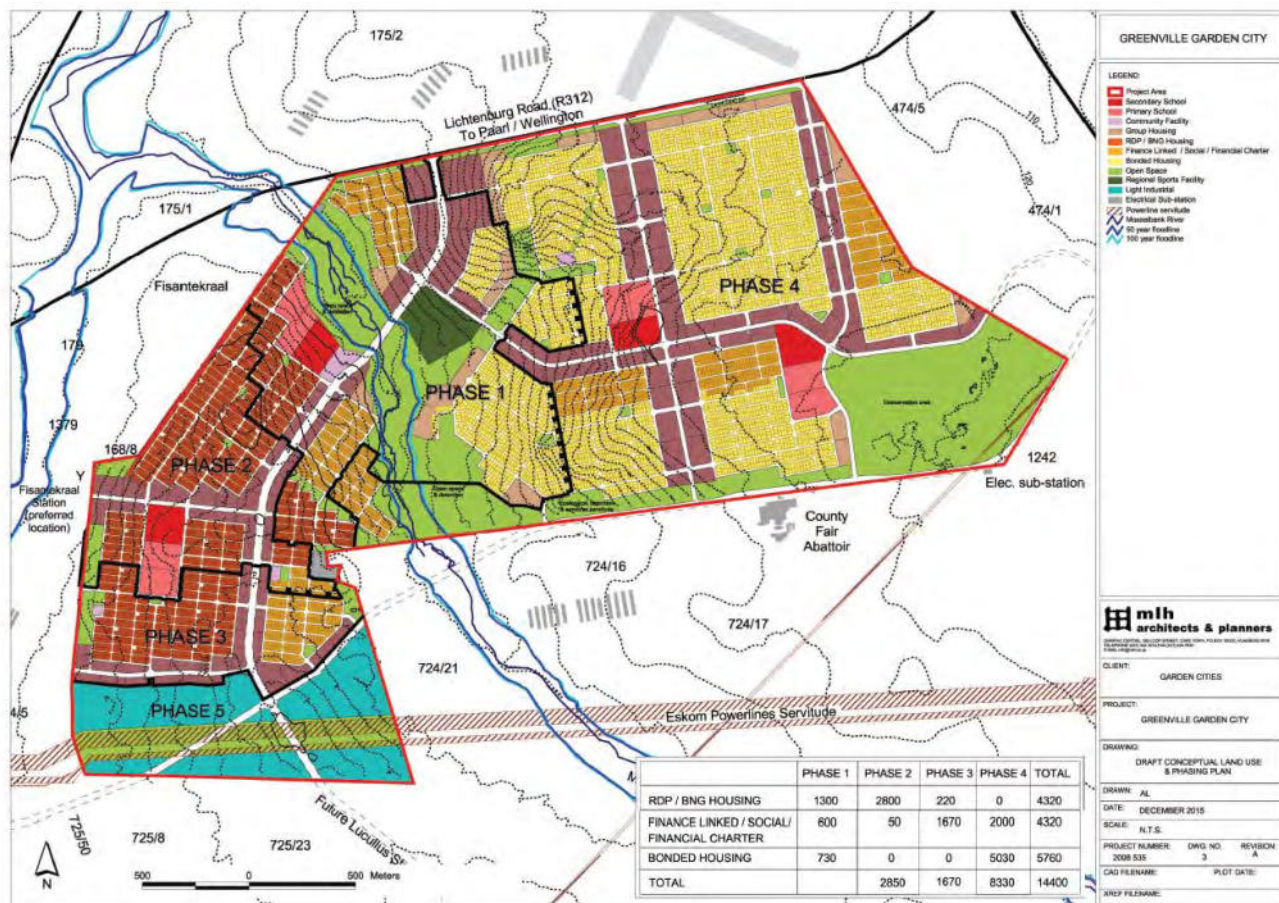 175/2
Lichtenburg Road (R312)
To Paarl / Wellington
474/5
110
120
175/1
474/1
Fisantekraal
PHASE 4
179
PHASE 1
1379
168/8
PHASE 2
Y
Fisantekraal
Station
(preferred
location)
Conservation area
1242
Elec. sub-station
County
Fair
Abattoir
724/16
724/17
PHASE 3
724/21
4/5
PHASE 5
Eskom Powerlines Servitude
M
Future Lucullus St
725/50
725/8
725/23
N
500 0 500 Meters
PHASE 1 PHASE 2 PHASE 3 PHASE 4 TOTAL
RDP / BNG HOUSING 1300 2800 220 0 4320
FINANCE LINKED / SOCIAL/
FINANCIAL CHARTER 600 50 1670 2000 4320
BONDED HOUSING 730 0 0 5030 5760
TOTAL 2850 1670 8330 14400
GREENVILLE GARDEN CITY
LEGEND:
Project Area
Secondary School
Primary School
Community Facility
Group Housing
RDP / BNG Housing
Finance Linked / Social / Financial Charter
Bonded Housing
Open Space
Regional Sports Facility
Light Industrial
Electrical Sub-station
Powerline servitude
Mosselbank River
50 year floodline
100 year floodline
mlh
architects & planners
CLIENT:
GARDEN CITIES
PROJECT:
GREENVILLE GARDEN CITY
DRAWING:
DRAFT CONCEPTUAL LAND USE
& PHASING PLAN
DRAWN: AL
DATE: DECEMBER 2015
SCALE: N.T.S.
PROJECT NUMBER: DWG. NO. REVISION:
2008 535 3 A
CAD FILENAME: PLOT DATE:
XREF FILENAME: